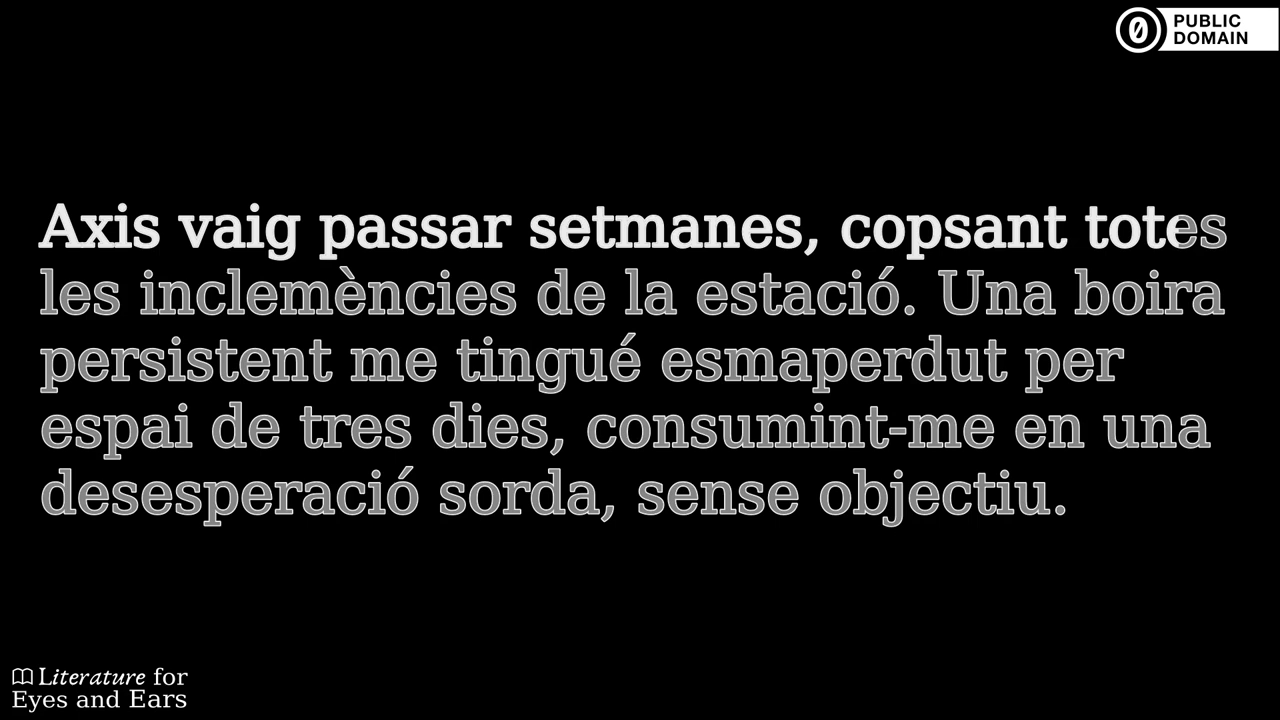 PUBLIC
DOMAIN
Axis vaig passar setmanes, copsant totes
les inclemències de la estació. Una boira
persistent me tingué esmaperdut per
espai de tres dies, consumint-me en una
desesperació sorda, sense objectiu.
Literature for
Eyes and Ears